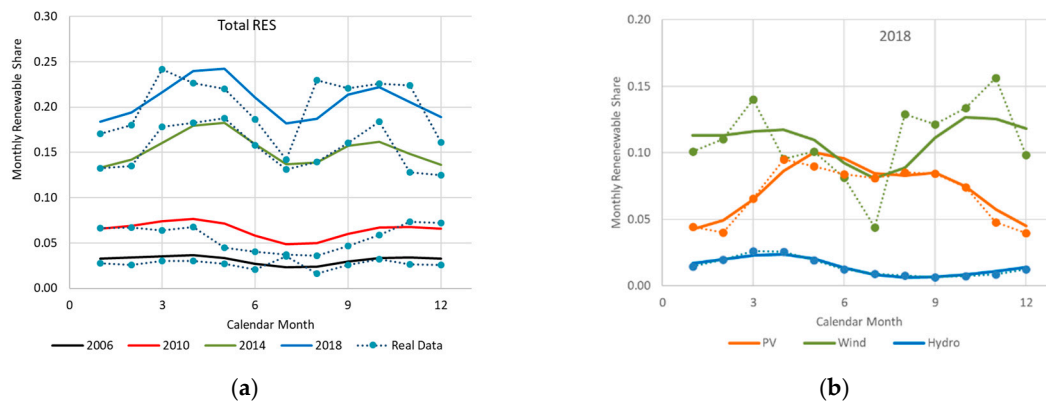 Total RES
Monthly Renewable Share
0.30
0.25
0.20
0.15
0.10
0.05
0.00
0 3 6 9 12
Calendar Month
2006 2010 2014 2018 Real Data
(a)
2018
Monthly Renenewable Share
0.20
0.15
0.10
0.05
0.00
0 3 6 9 12
Calendar Month
PV Wind Hydro
(b)